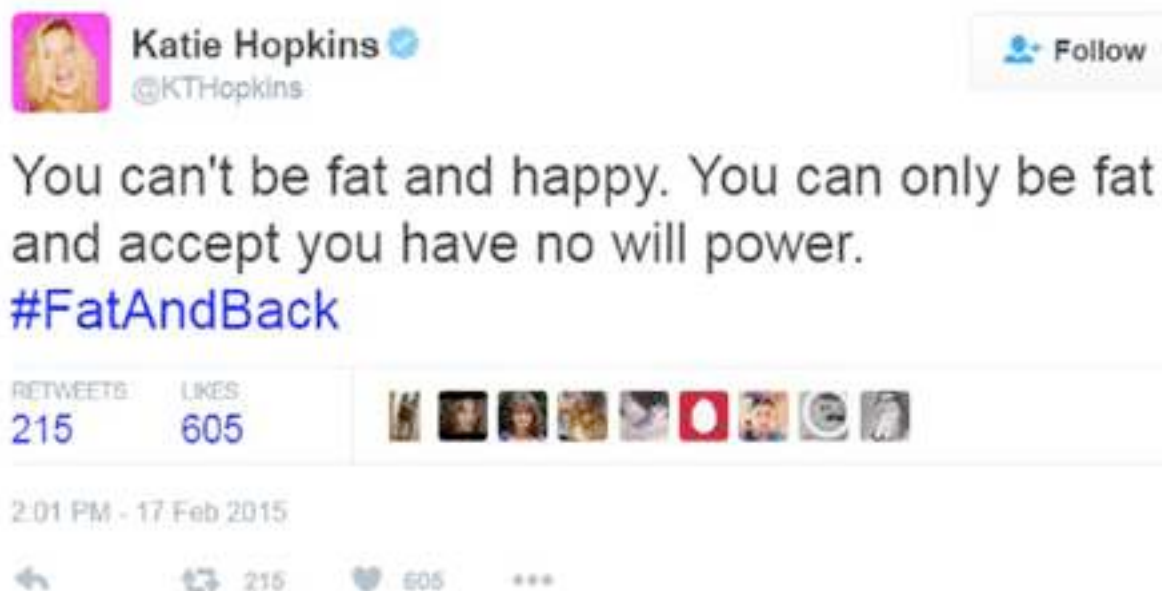 Katie Hopkins
@KTHopkins
Follow
You can't be fat and happy. You can only be fat
and accept you have no will power.
#FatAndBack
RETWEETS LIKES
215 605
2:01 PM - 17 Feb 2015
215 605